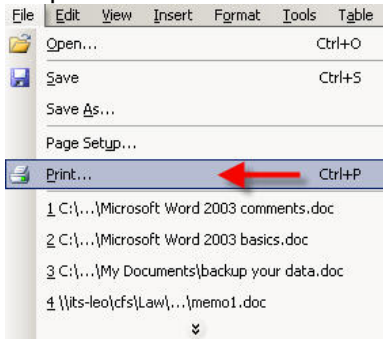 File Edit View Insert Format Tools Table
Open... Ctrl+O
Save Ctrl+S
Save As...
Page Setup...
Print... Ctrl+P
1 C:\...\Microsoft Word 2003 comments.doc
2 C:\...\Microsoft Word 2003 basics.doc
3 C:\...\My Documents\backup your data.doc
4 \\its-leo\cfs\Law\...\memo1.doc